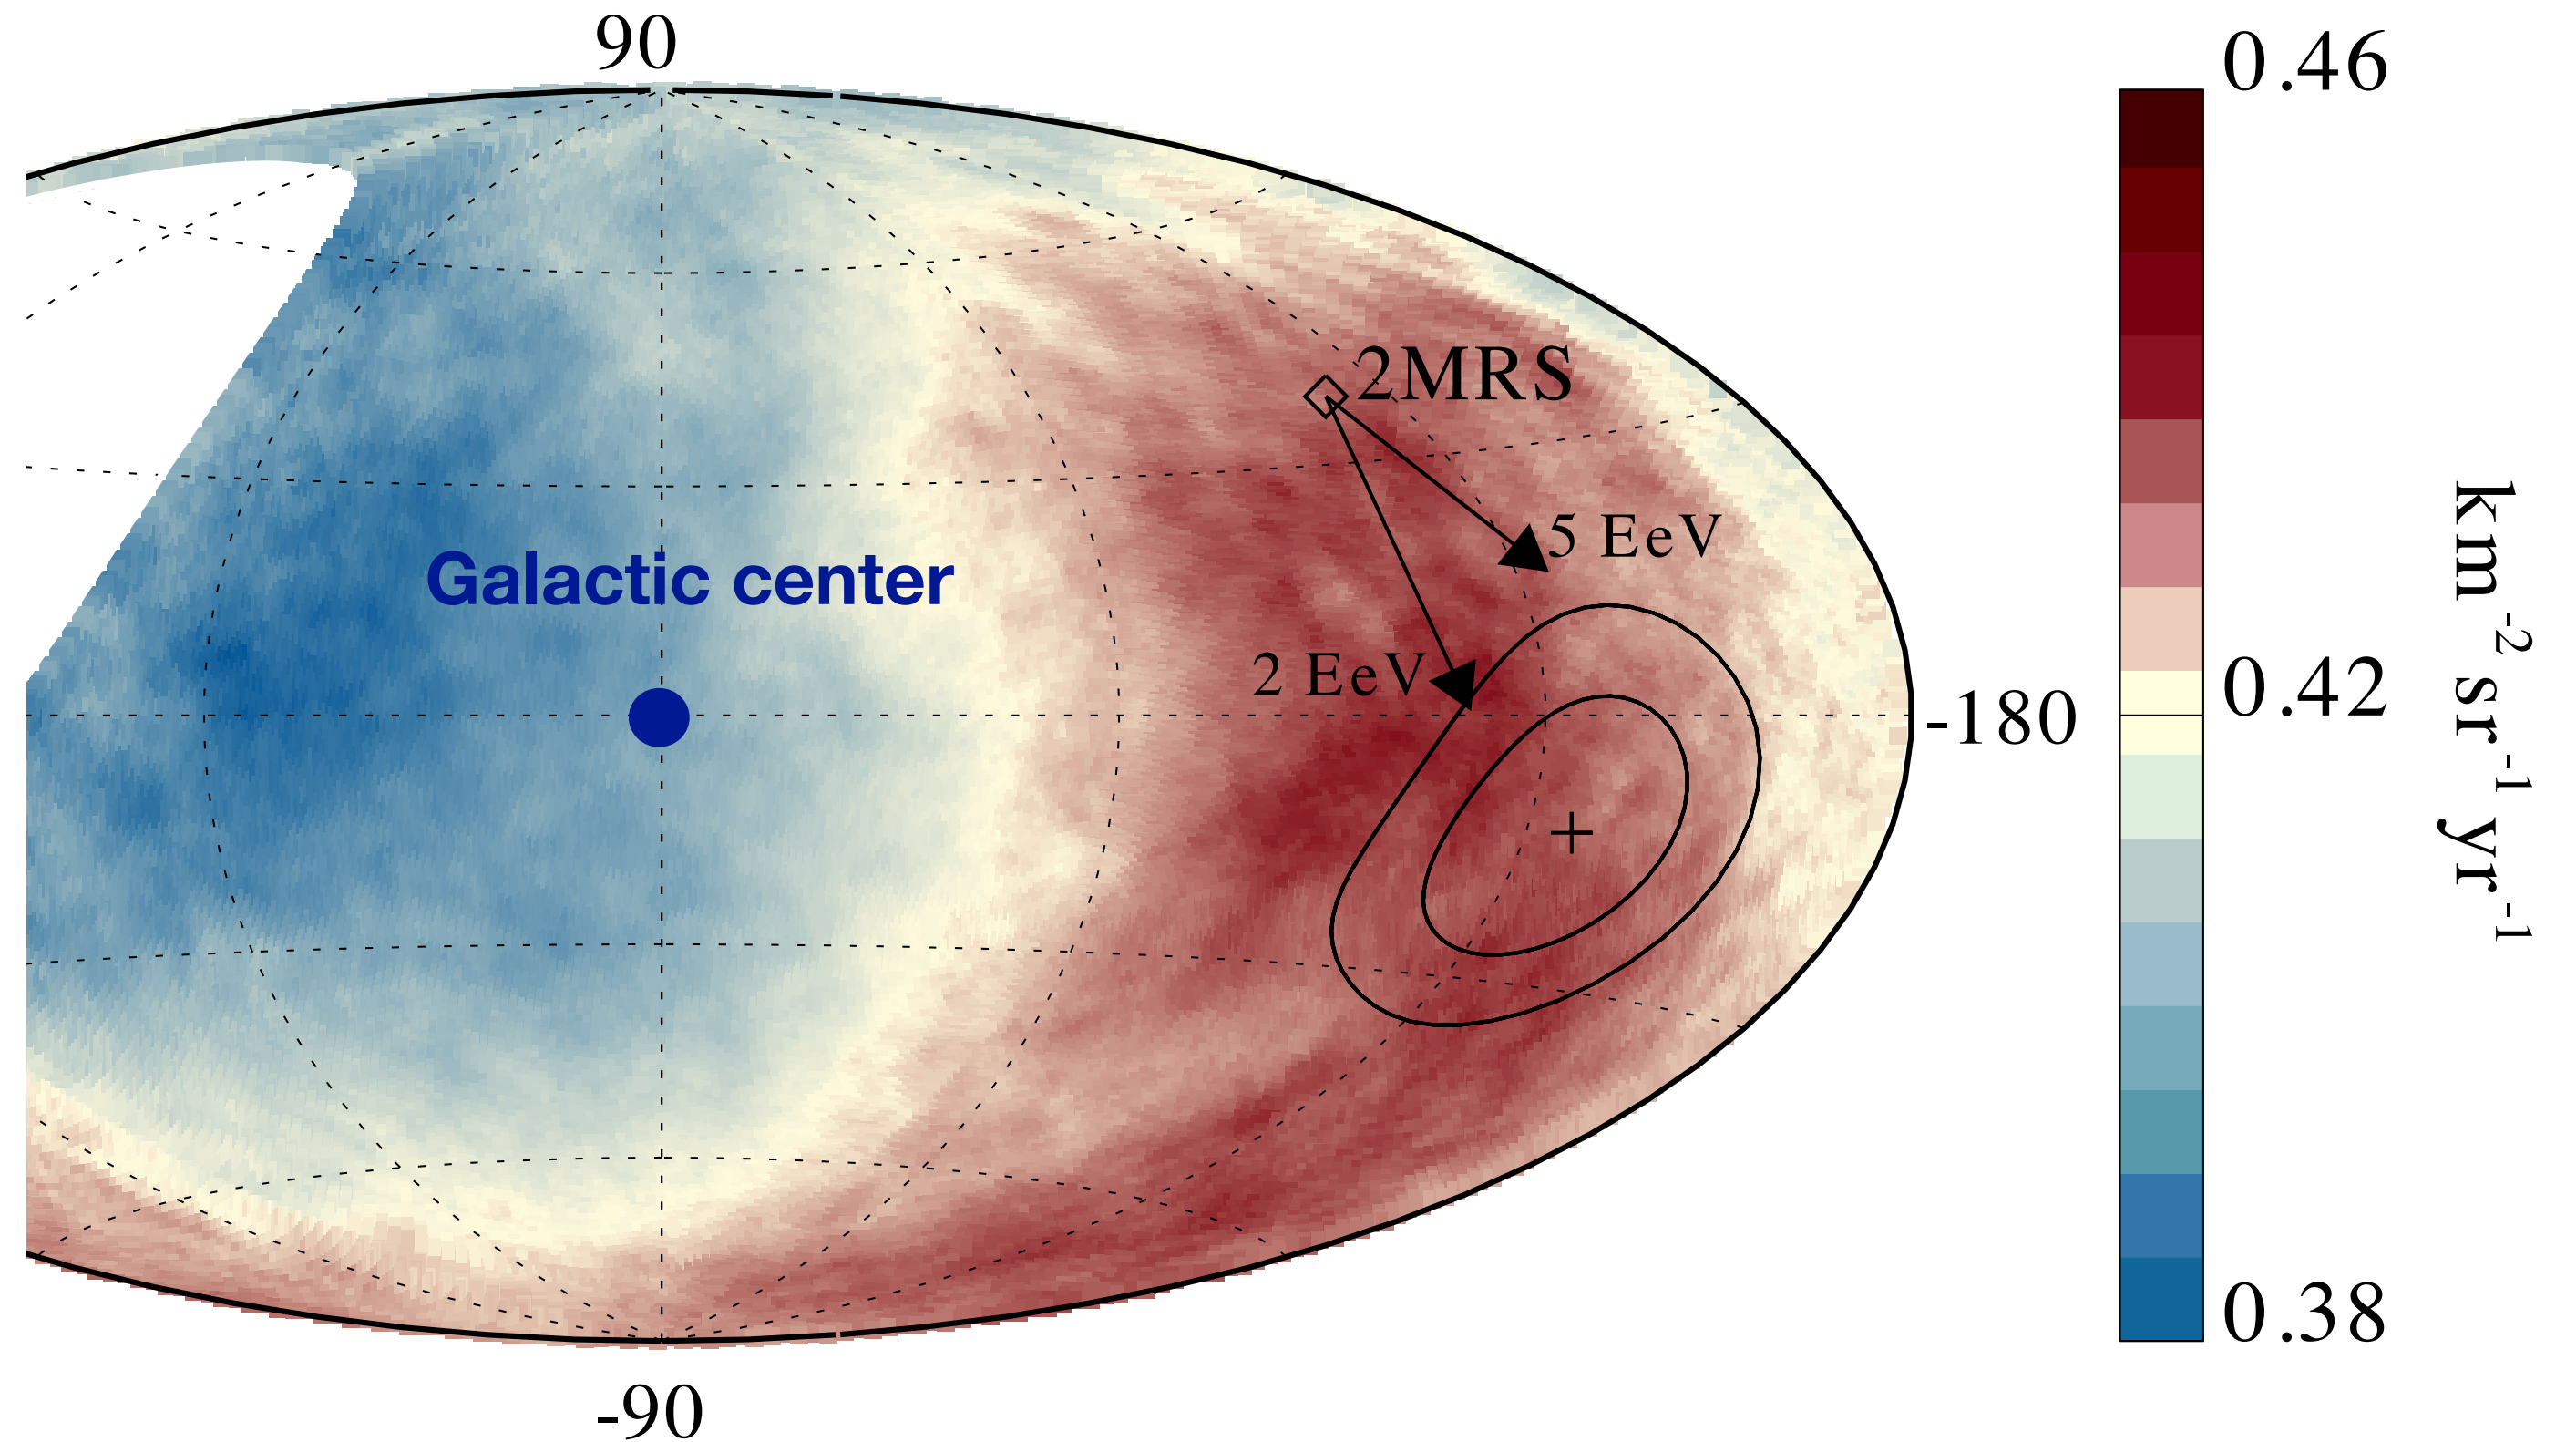 90
0.46
2MRS
5 EeV
Galactic center
2 EeV
-180
0.42
km-2 sr-1 yr-1
0.38
-90